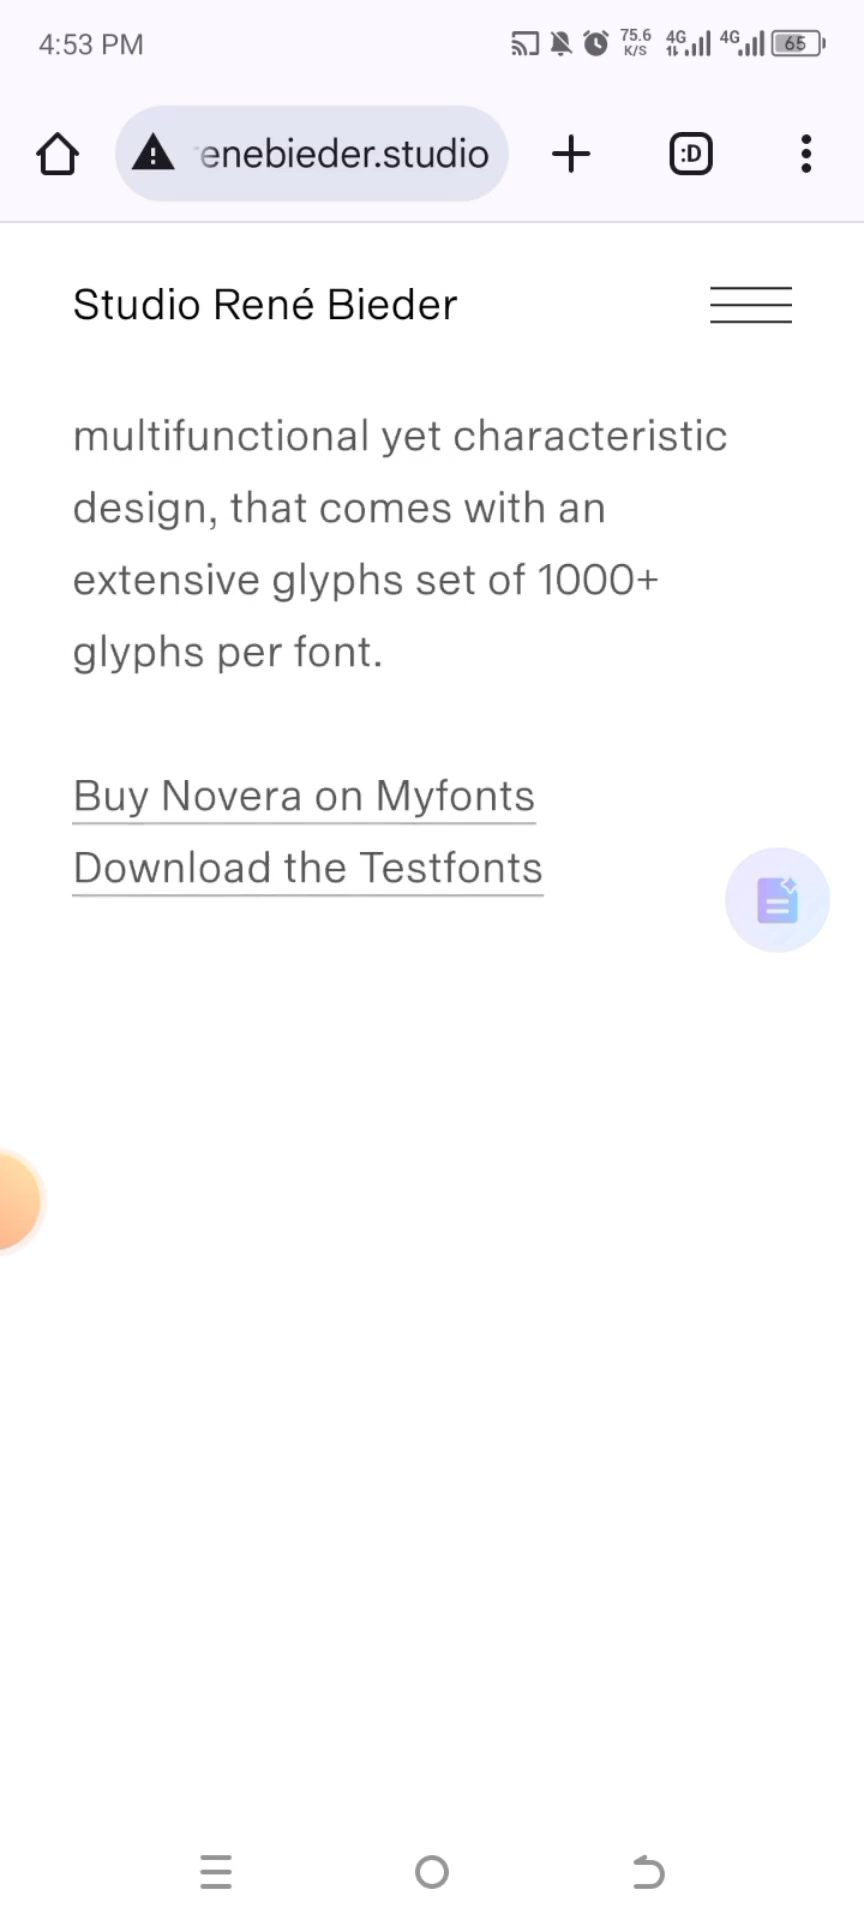 4:53 PM 75.6 K/S 4G 4G 65
enebieder.studio :D
Studio René Bieder
multifunctional yet characteristic
design, that comes with an
extensive glyphs set of 1000+
glyphs per font.
Buy Novera on Myfonts
Download the Testfonts